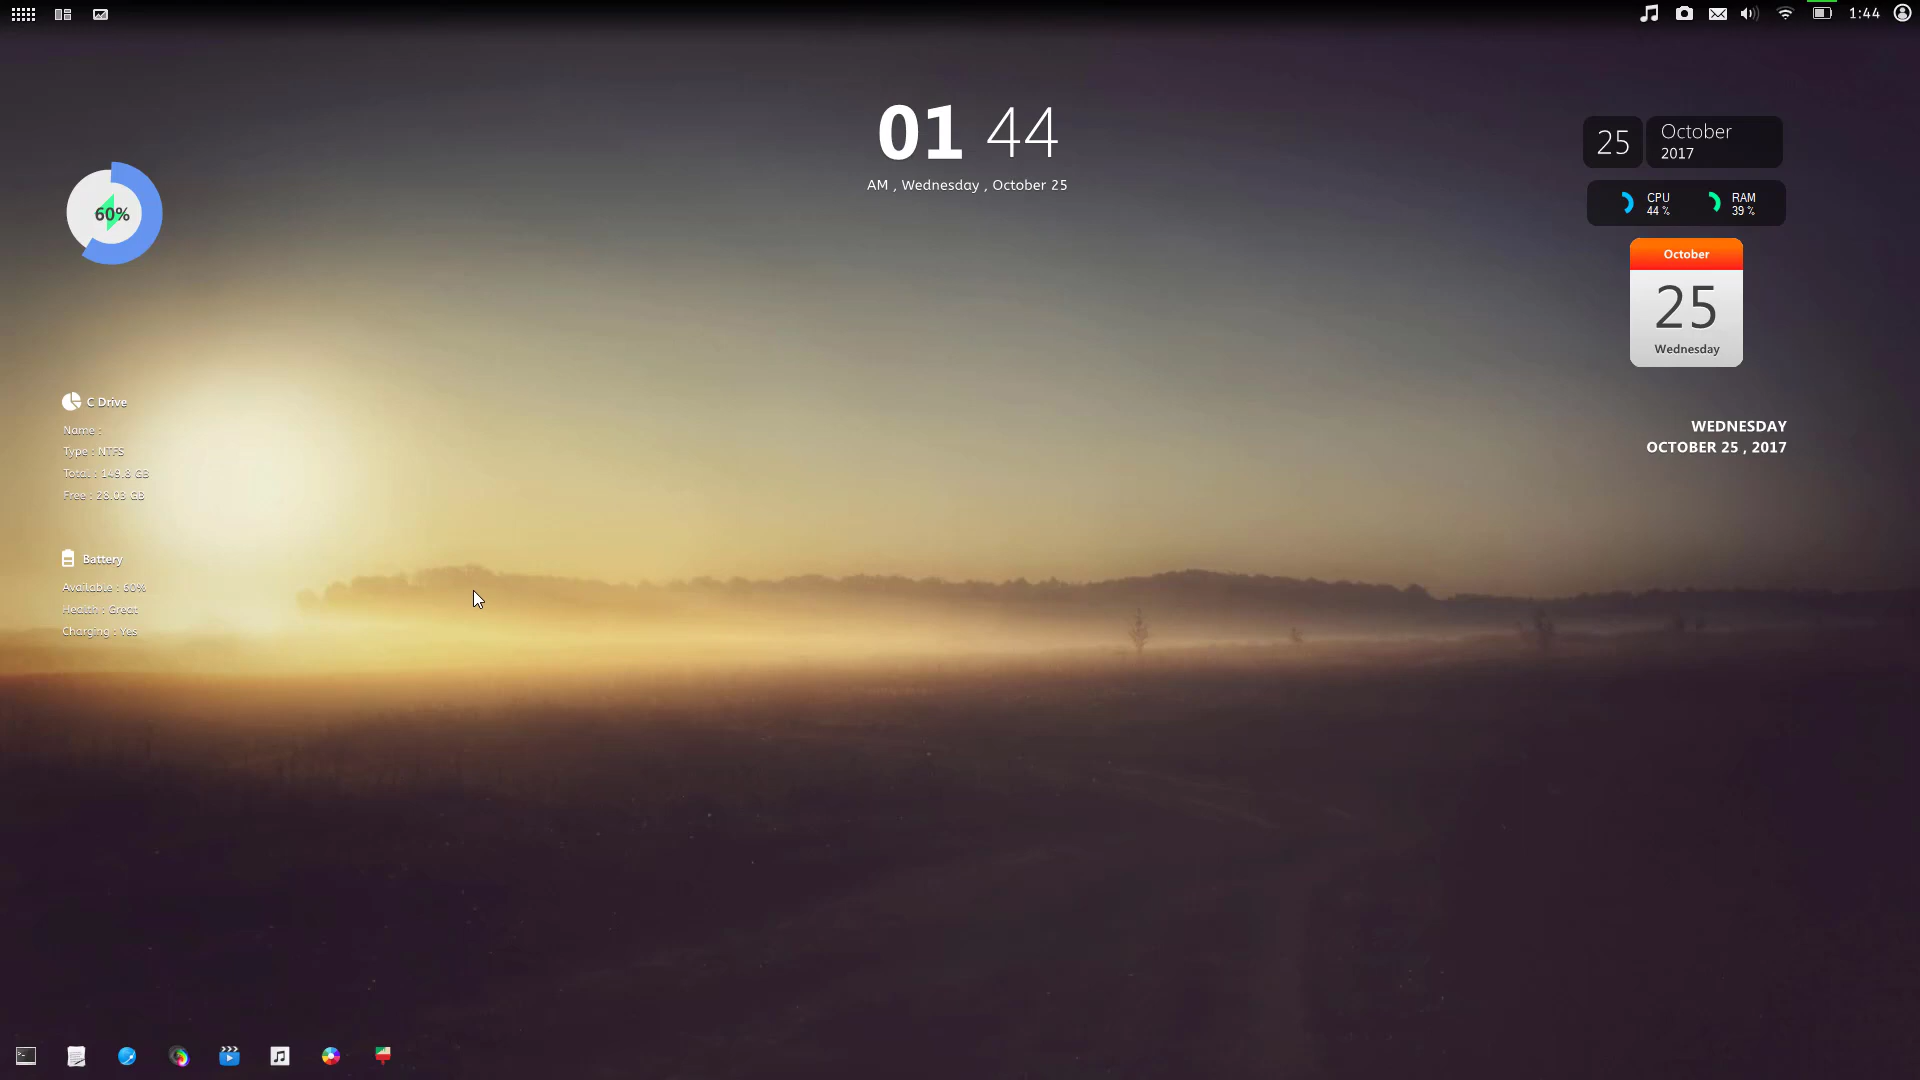 1:44
01 44
AM , Wednesday , October 25
25
October
2017
CPU
44 %
RAM
39 %
October
25
Wednesday
WEDNESDAY
OCTOBER 25 , 2017
60%
C Drive
Name :
Type : NTFS
Total : 149.8 GB
Free : 28.03 GB
Battery
Available : 60%
Health : Great
Charging : Yes